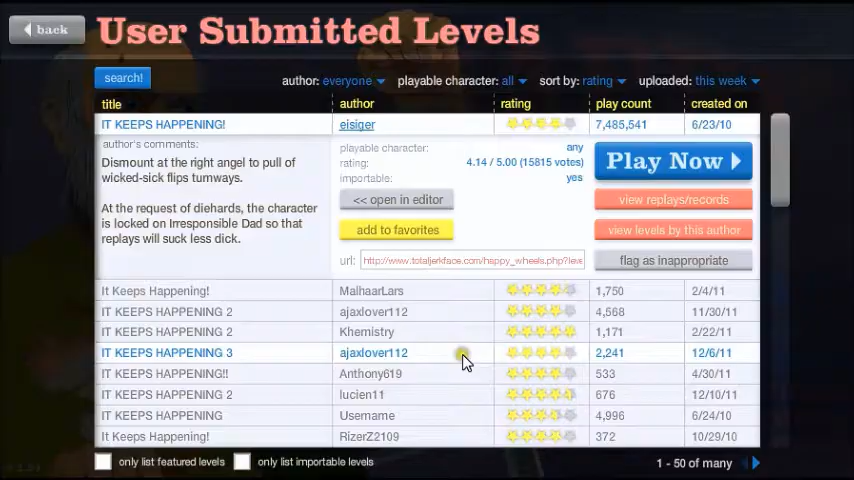 back
User Submitted Levels
search!
author: everyone playable character: all sort by: rating uploaded: this week
title author rating play count created on
IT KEEPS HAPPENING! eisiger 7,485,541 6/23/10
author's comments:
Dismount at the right angel to pull of
wicked-sick flips turnways.
At the request of diehards, the character
is locked on Irresponsible Dad so that
replays will suck less dick.
playable character: any
rating: 4.14 / 5.00 (15815 votes)
importable: yes
<< open in editor
add to favorites
url: http://www.totaljerkface.com/happy_wheels.php?leve
Play Now
view replays/records
view levels by this author
flag as inappropriate
It Keeps Happening! MalhaarLars 1,750 2/4/11
IT KEEPS HAPPENING 2 ajaxlover112 4,568 11/30/11
IT KEEPS HAPPENING 2 Khemistry 1,171 2/22/11
IT KEEPS HAPPENING 3 ajaxlover112 2,241 12/6/11
IT KEEPS HAPPENING!! Anthony619 533 4/30/11
IT KEEPS HAPPENING 2 lucien11 676 12/10/11
IT KEEPS HAPPENING Username 4,996 6/24/10
It Keeps Happening! RizerZ2109 372 10/29/10
only list featured levels only list importable levels 1 - 50 of many